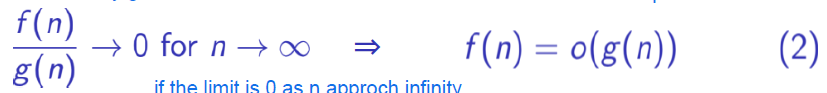 f(n)/g(n) → 0 for n → ∞ ⇒ f(n) = o(g(n)) (2)
if the limit is 0 as n approch infinity